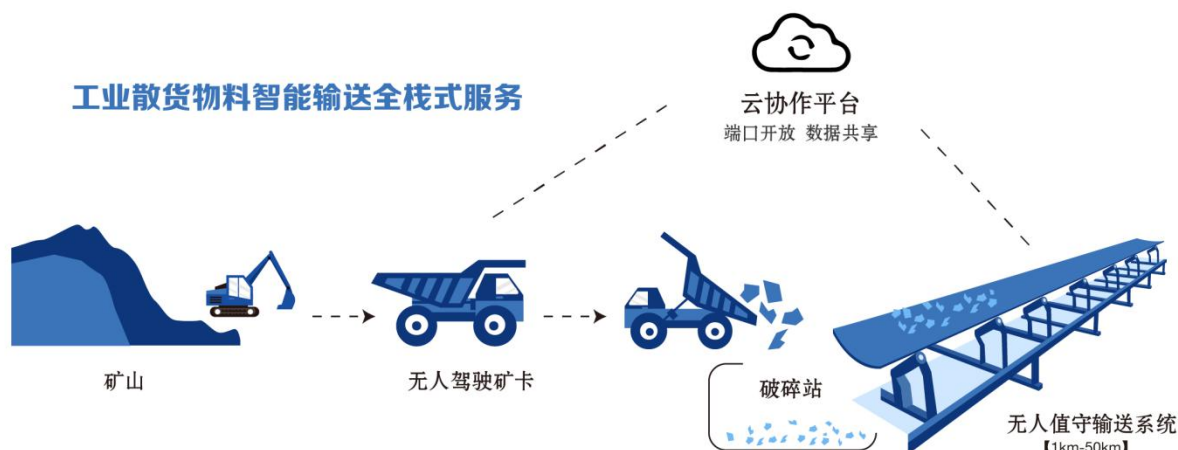 工业散货物料智能输送全栈式服务
云协作平台
端口开放 数据共享
矿山
无人驾驶矿卡
破碎站
无人值守输送系统
【1km-50km】